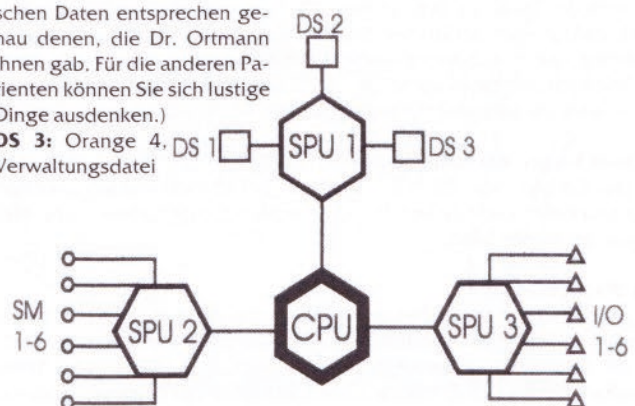 schen Daten entsprechen ge-
nau denen, die Dr. Ortmann
Ihnen gab. Für die anderen Pa-
tienten können Sie sich lustige
Dinge ausdenken.)
DS 3: Orange 4,
Verwaltungsdatei
DS 2
DS 1
SPU 1
DS 3
SM
1-6
SPU 2
CPU
SPU 3
I/O
1-6